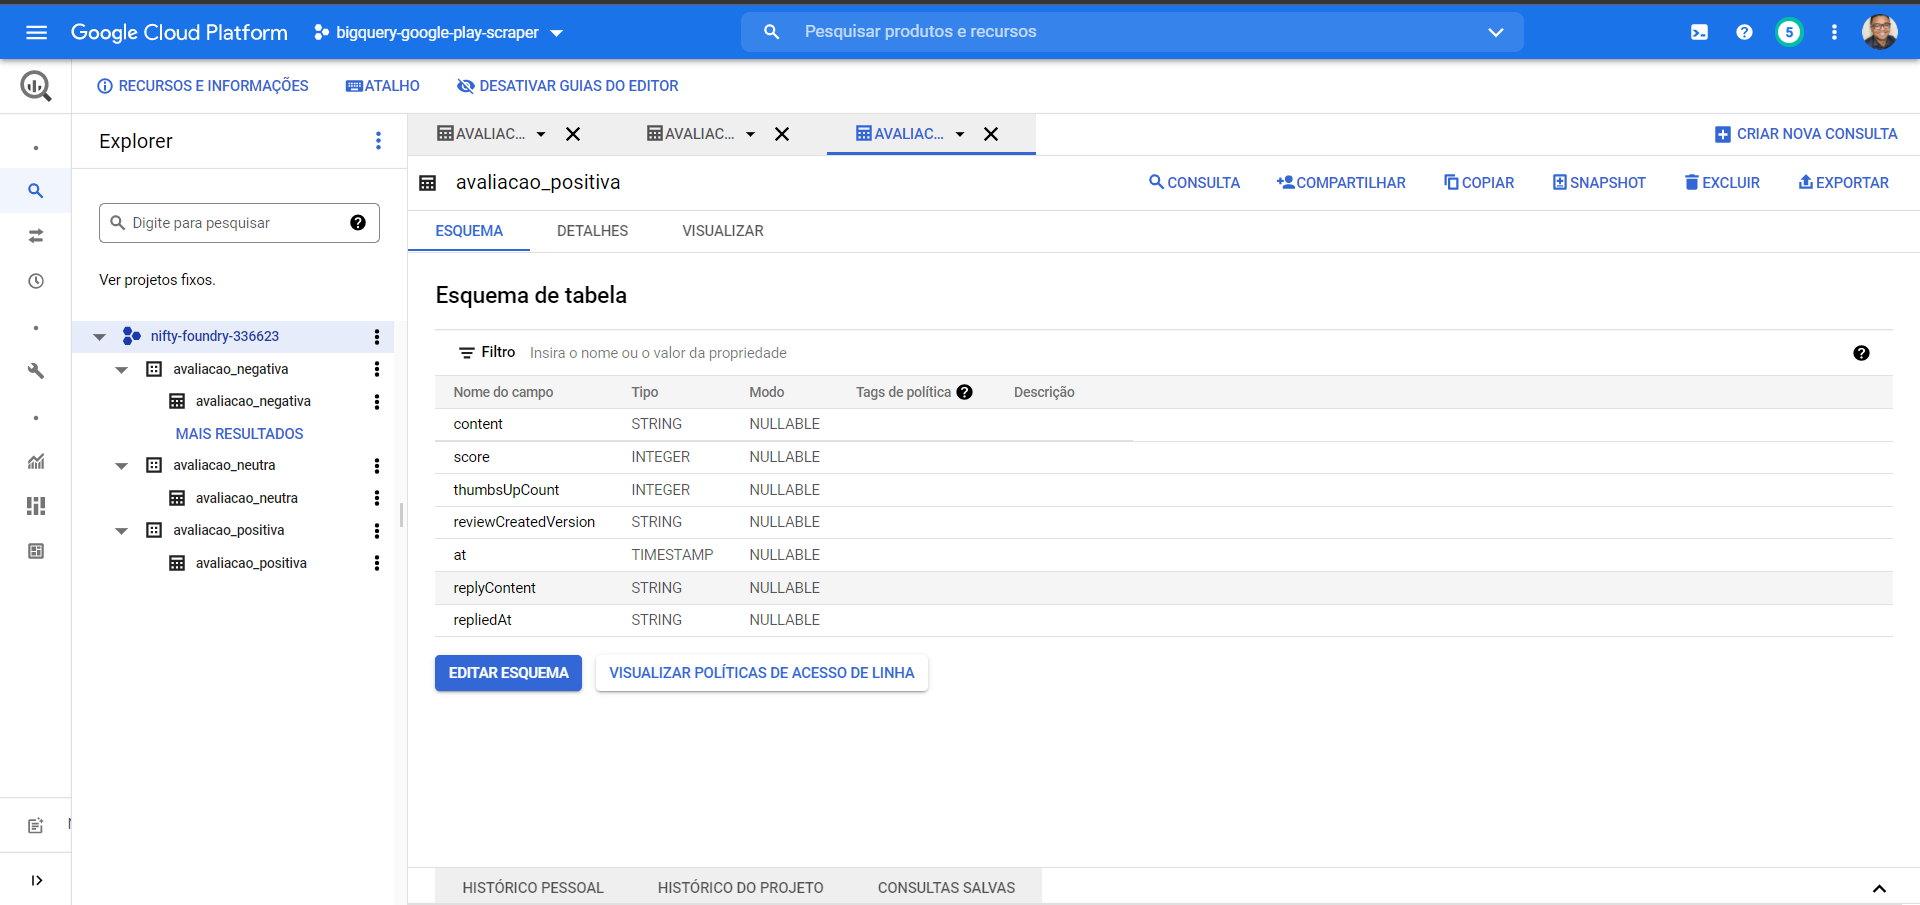 Google Cloud Platform
bigquery-google-play-scraper
Pesquisar produtos e recursos
5
RECURSOS E INFORMAÇÕES
ATALHO
DESATIVAR GUIAS DO EDITOR
Explorer
Digite para pesquisar
Ver projetos fixos.
nifty-foundry-336623
avaliacao_negativa
avaliacao_negativa
MAIS RESULTADOS
avaliacao_neutra
avaliacao_neutra
avaliacao_positiva
avaliacao_positiva
AVALIAC...
AVALIAC...
AVALIAC...
CRIAR NOVA CONSULTA
avaliacao_positiva
CONSULTA
COMPARTILHAR
COPIAR
SNAPSHOT
EXCLUIR
EXPORTAR
ESQUEMA
DETALHES
VISUALIZAR
Esquema de tabela
Filtro Insira o nome ou o valor da propriedade
Nome do campo Tipo Modo Tags de política Descrição
content STRING NULLABLE
score INTEGER NULLABLE
thumbsUpCount INTEGER NULLABLE
reviewCreatedVersion STRING NULLABLE
at TIMESTAMP NULLABLE
replyContent STRING NULLABLE
repliedAt STRING NULLABLE
EDITAR ESQUEMA
VISUALIZAR POLÍTICAS DE ACESSO DE LINHA
HISTÓRICO PESSOAL
HISTÓRICO DO PROJETO
CONSULTAS SALVAS